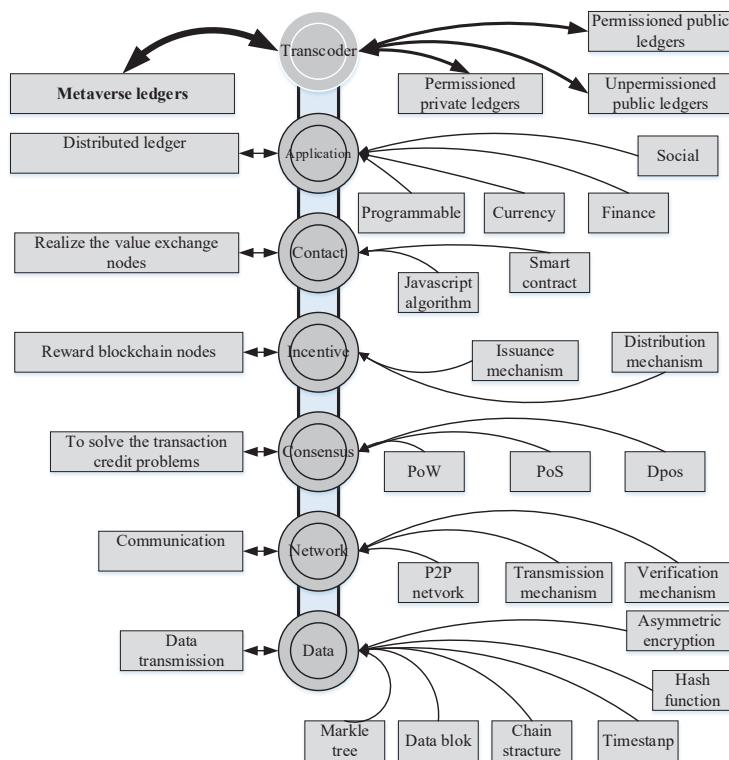 Transcoder
Permissioned public
ledgers
Metaverse ledgers
Permissioned
private ledgers
Unpermissioned
public ledgers
Distributed ledger
Application
Social
Programmable
Currency
Finance
Realize the value exchange
nodes
Contact
Javascript
algorithm
Smart
contract
Reward blockchain nodes
Incentive
Issuance
mechanism
Distribution
mechanism
To solve the transaction
credit problems
Consensus
PoW
PoS
Dpos
Communication
Network
P2P
network
Transmission
mechanism
Verification
mechanism
Data
transmission
Data
Asymmetric
encryption
Hash
function
Markle
tree
Data blok
Chain
stracture
Timestanp